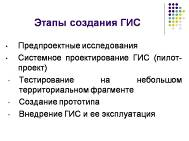 Этапы создания ГИС
• Предпроектные исследования
• Системное проектирование ГИС (пилот-
проект)
- Тестирование на небольшом
территориальном фрагменте
- Создание прототипа
- Внедрение ГИС и ее эксплуатация